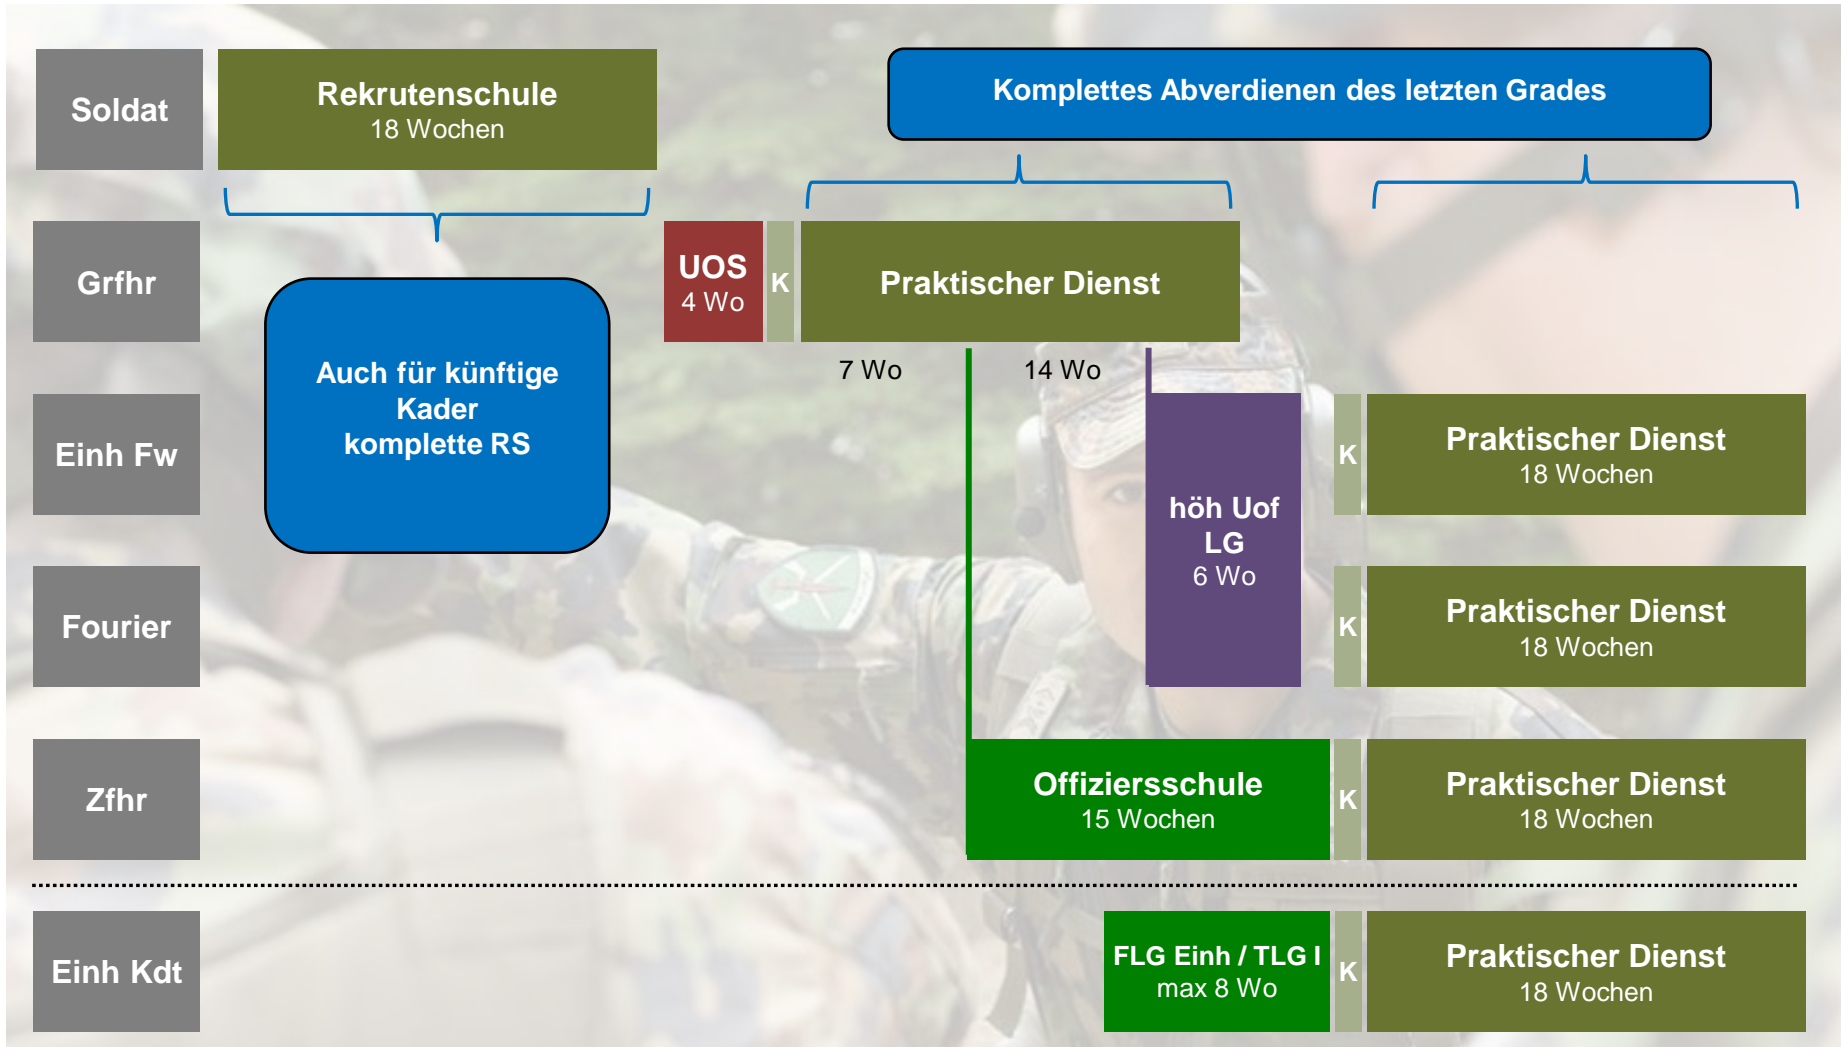 Soldat
Rekrutenschule
18 Wochen
Komplettes Abverdienen des letzten Grades
Grfhr
UOS
4 Wo
K
Praktischer Dienst
Auch für künftige
Kader
komplette RS
7 Wo
14 Wo
Einh Fw
höh Uof
LG
6 Wo
K
Praktischer Dienst
18 Wochen
Fourier
K
Praktischer Dienst
18 Wochen
Zfhr
Offiziersschule
15 Wochen
K
Praktischer Dienst
18 Wochen
Einh Kdt
FLG Einh / TLG I
max 8 Wo
K
Praktischer Dienst
18 Wochen